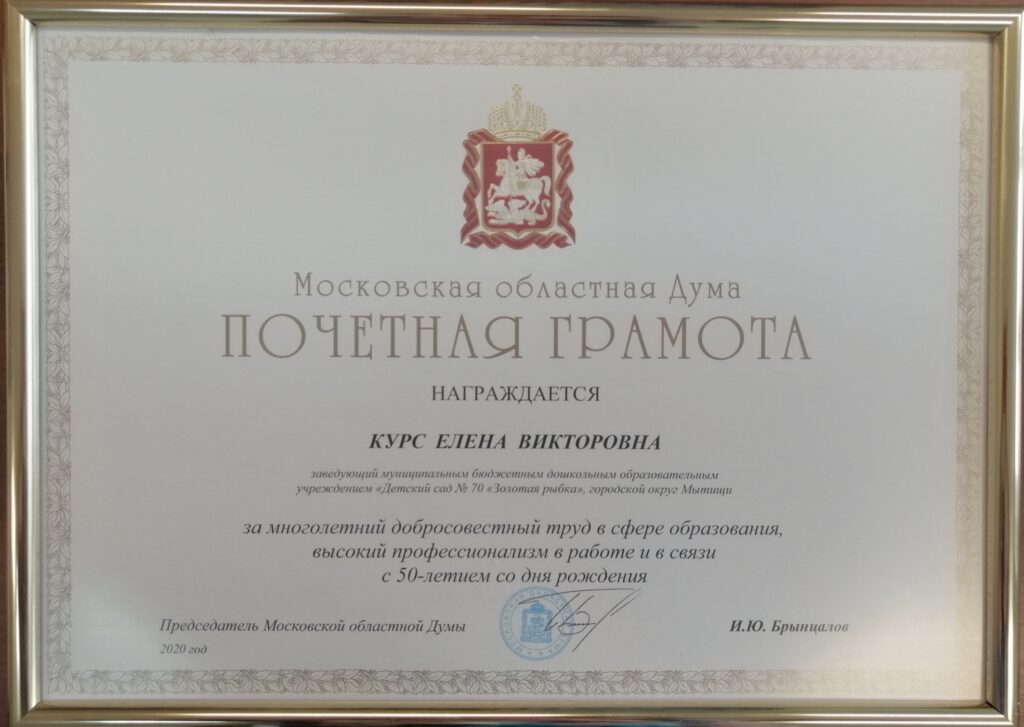 Московская областная Дума
ПОЧЕТНАЯ ГРАМОТА
НАГРАЖДАЕТСЯ
КУРС ЕЛЕНА ВИКТОРОВНА
заведующий муниципальным бюджетным дошкольным образовательным
учреждением «Детский сад № 70 «Золотая рыбка», городской округ Мытищи
за многолетний добросовестный труд в сфере образования,
высокий профессионализм в работе и в связи
с 50-летием со дня рождения
Председатель Московской областной Думы
И.Ю. Брынцалов
2020 год